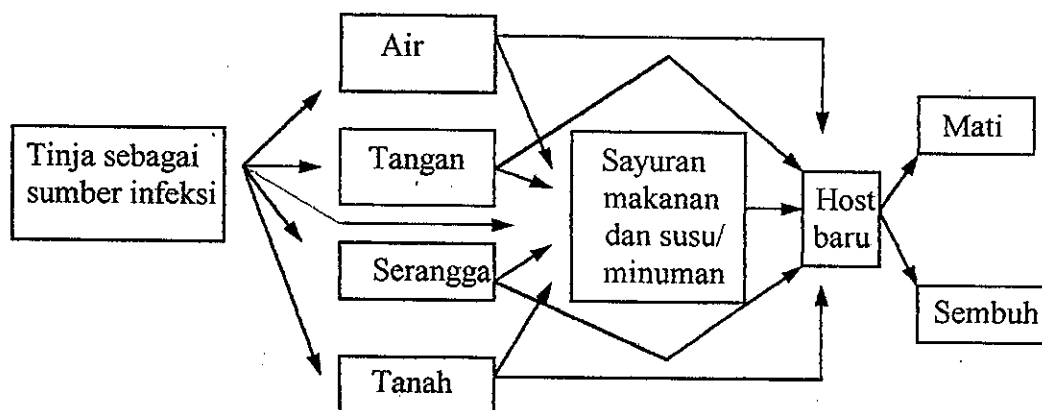 Tinja sebagai
sumber infeksi
Air
Tangan
Serangga
Tanah
Sayuran
makanan
dan susu/
minuman
Host
baru
Mati
Sembuh